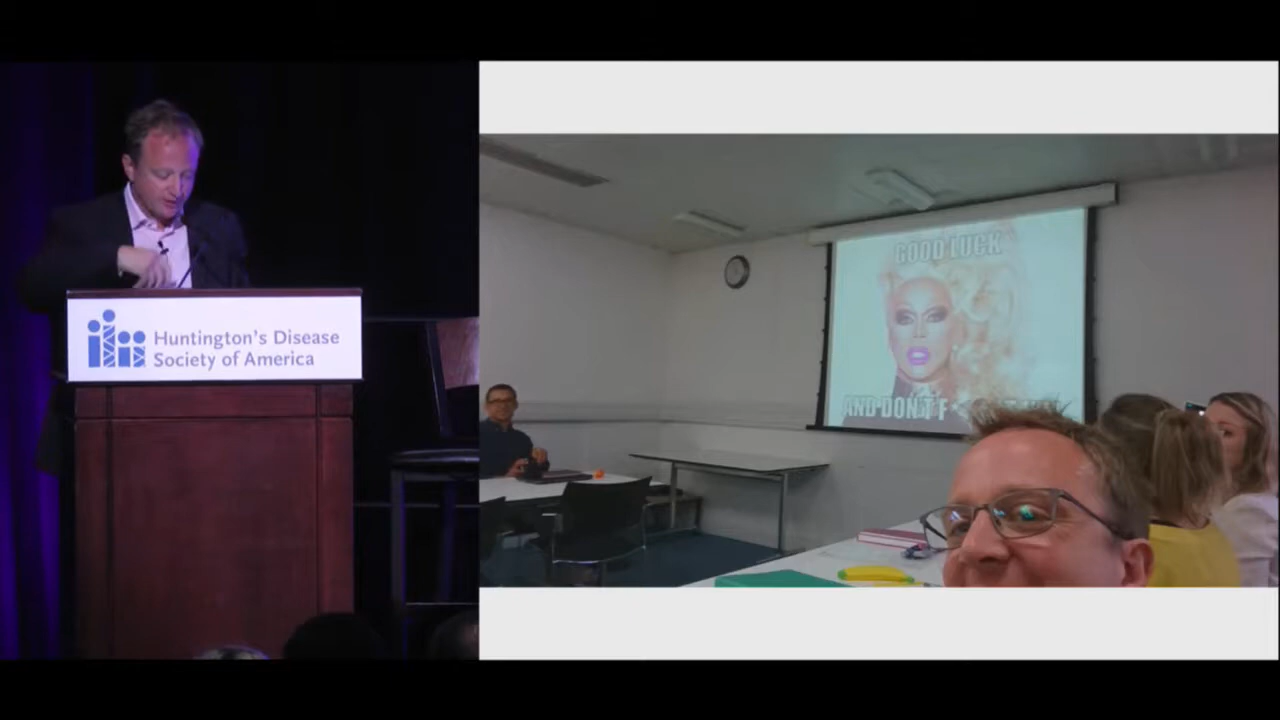 Huntington's Disease
Society of America
GOOD LUCK
AND DON'T F